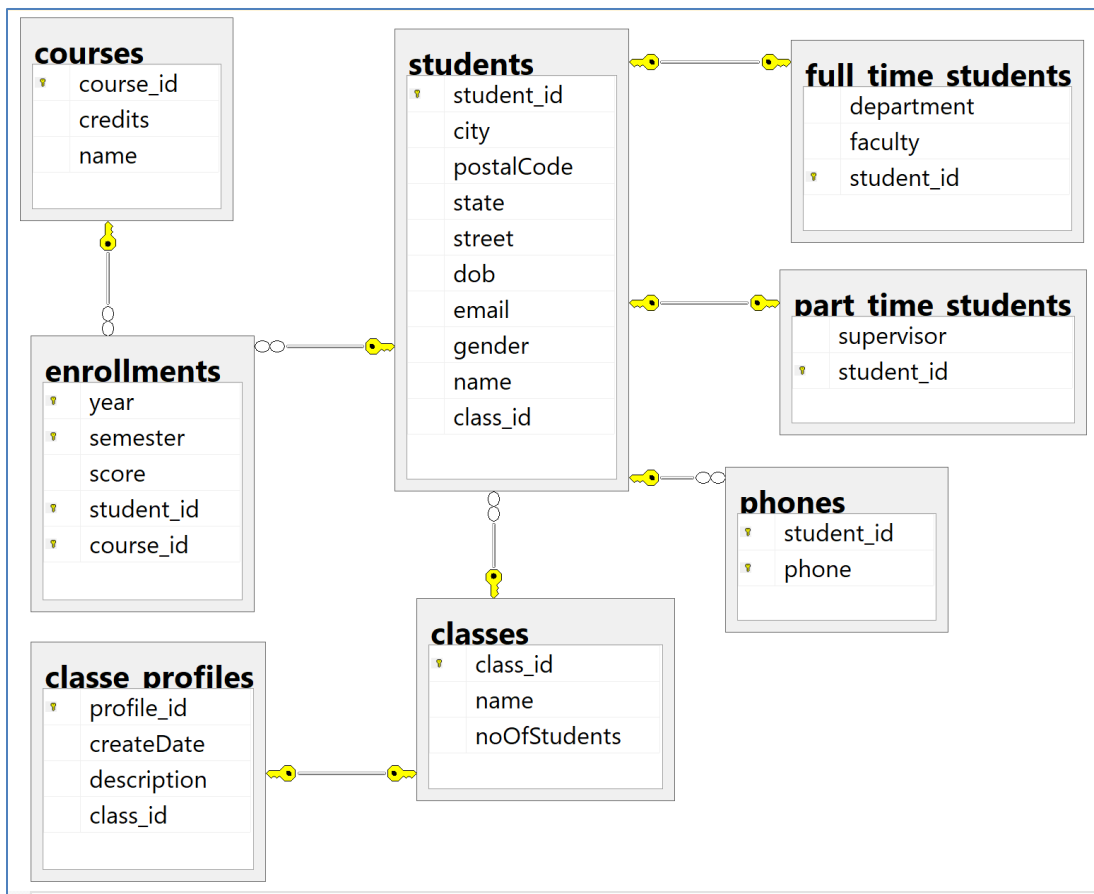 courses
course_id
credits
name
students
student_id
city
postalCode
state
street
dob
email
gender
name
class_id
full_time_students
department
faculty
student_id
part_time_students
supervisor
student_id
enrollments
year
semester
score
student_id
course_id
phones
student_id
phone
classes
class_id
name
noOfStudents
classe_profiles
profile_id
createDate
description
class_id